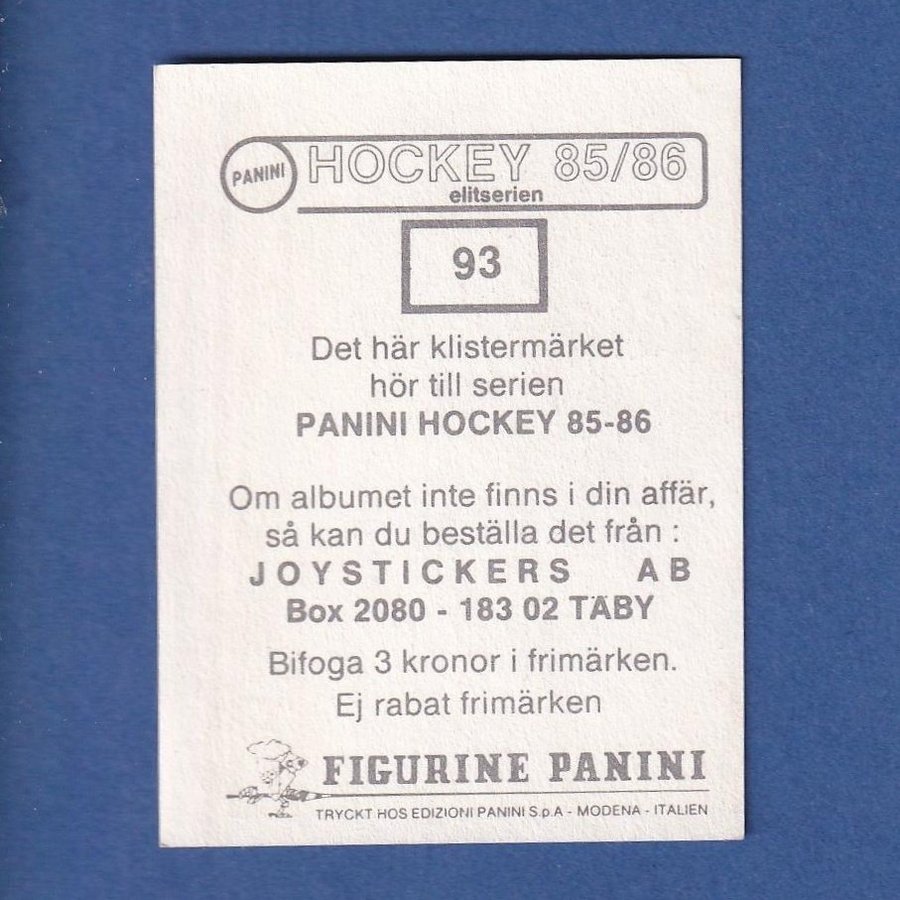 PANINI
HOCKEY 85/86
elitserien
93
Det här klistermärket
hör till serien
PANINI HOCKEY 85-86
Om albumet inte finns i din affär,
så kan du beställa det från :
JOYSTICKERS AB
Box 2080 - 183 02 TÄBY
Bifoga 3 kronor i frimärken.
Ej rabat frimärken
FIGURINE PANINI
TRYCKT HOS EDIZIONI PANINI S.p.A - MODENA - ITALIEN